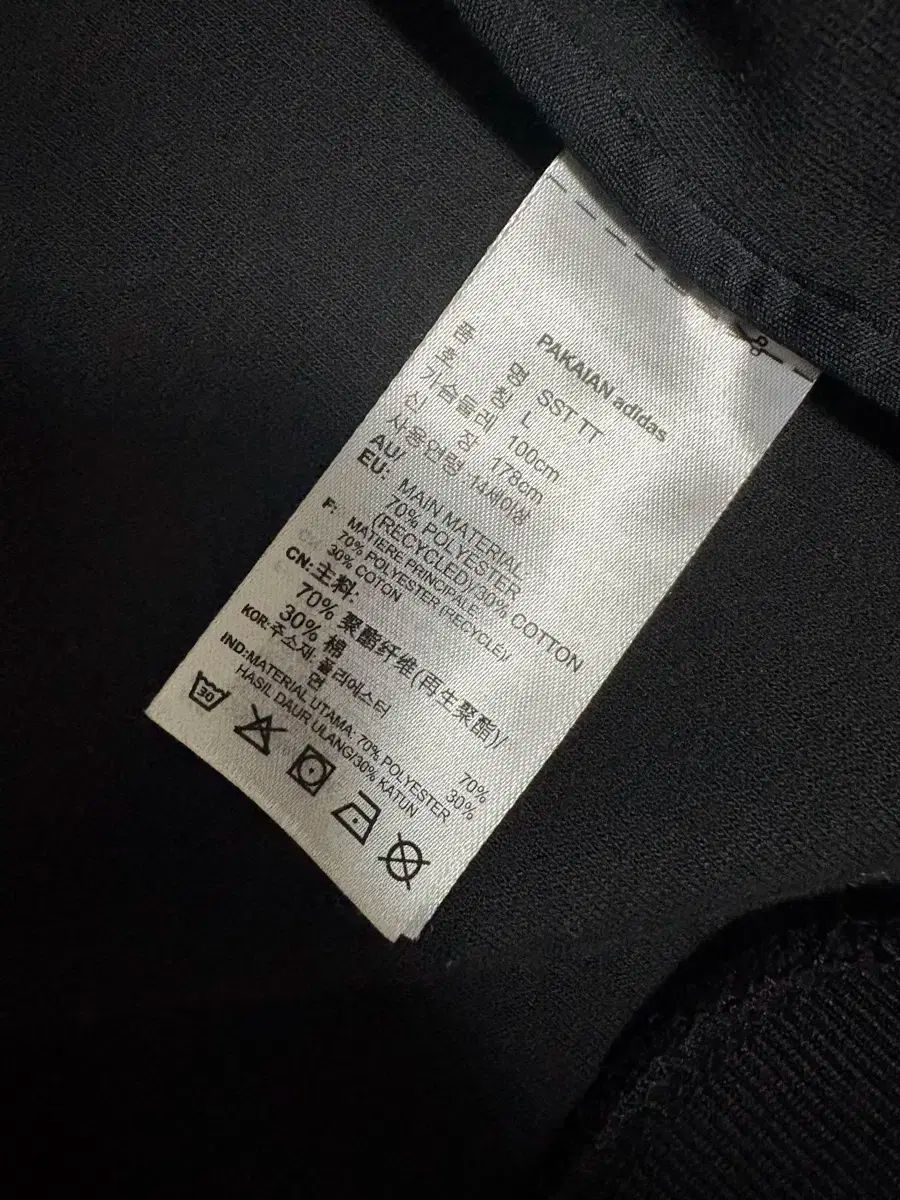 PAKAIAN adidas
품 명 SST TT
호 칭 L
가슴둘레 100cm
신 장 178cm
사용연령 14세이상
AU/ EU: MAIN MATERIAL
70% POLYESTER
(RECYCLED)/30% COTTON
F: MATIERE PRINCIPALE:
70% POLYESTER (RECYCLÉ)/
30% COTON
CN:主料:
70% 聚酯纤维(再生聚酯)/
30% 棉
KOR:주소재: 폴리에스터 70%
면 30%
IND:MATERIAL UTAMA: 70% POLYESTER
HASIL DAUR ULANG/30% KATUN
30